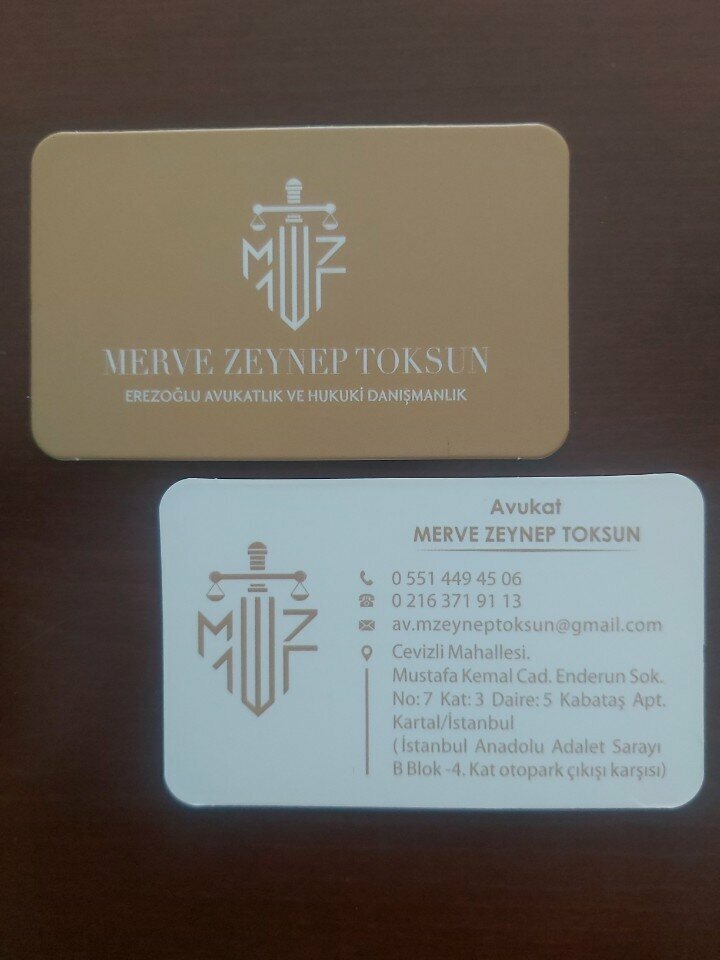 M Z
MERVE ZEYNEP TOKSUN
EREZOĞLU AVUKATLIK VE HUKUKİ DANIŞMANLIK
Avukat
MERVE ZEYNEP TOKSUN
M Z
0 551 449 45 06
0 216 371 91 13
av.mzeyneptoksun@gmail.com
Cevizli Mahallesi.
Mustafa Kemal Cad. Enderun Sok.
No: 7 Kat: 3 Daire: 5 Kabataş Apt.
Kartal/İstanbul
( İstanbul Anadolu Adalet Sarayı
B Blok -4. Kat otopark çıkışı karşısı)